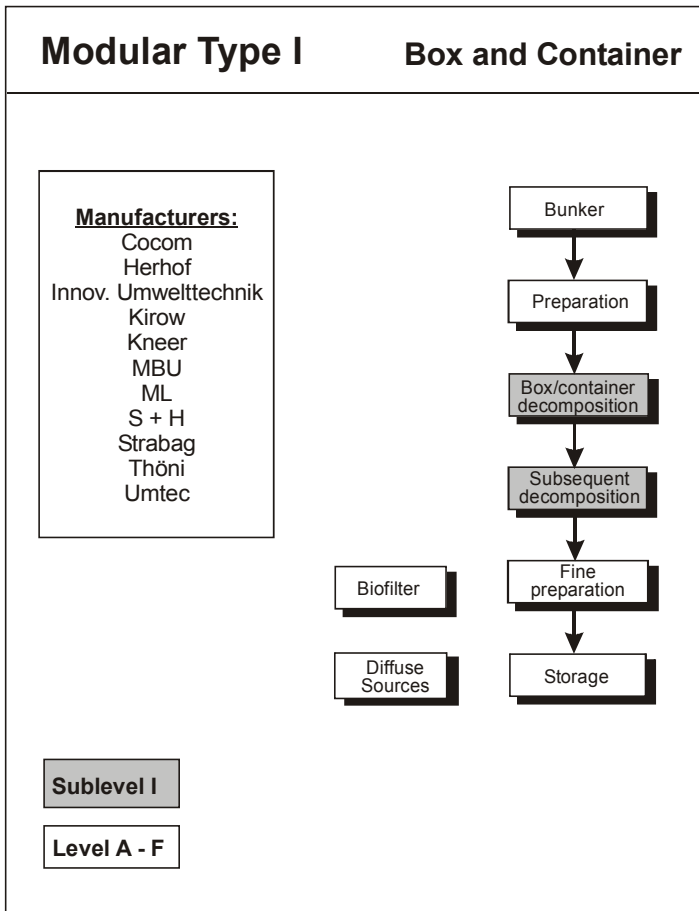 Modular Type I
Box and Container
Manufacturers:
Cocom
Herhof
Innov. Umwelttechnik
Kirow
Kneer
MBU
ML
S + H
Strabag
Thöni
Umtec
Bunker
Preparation
Box/container
decomposition
Subsequent
decomposition
Fine
preparation
Storage
Biofilter
Diffuse
Sources
Sublevel I
Level A - F